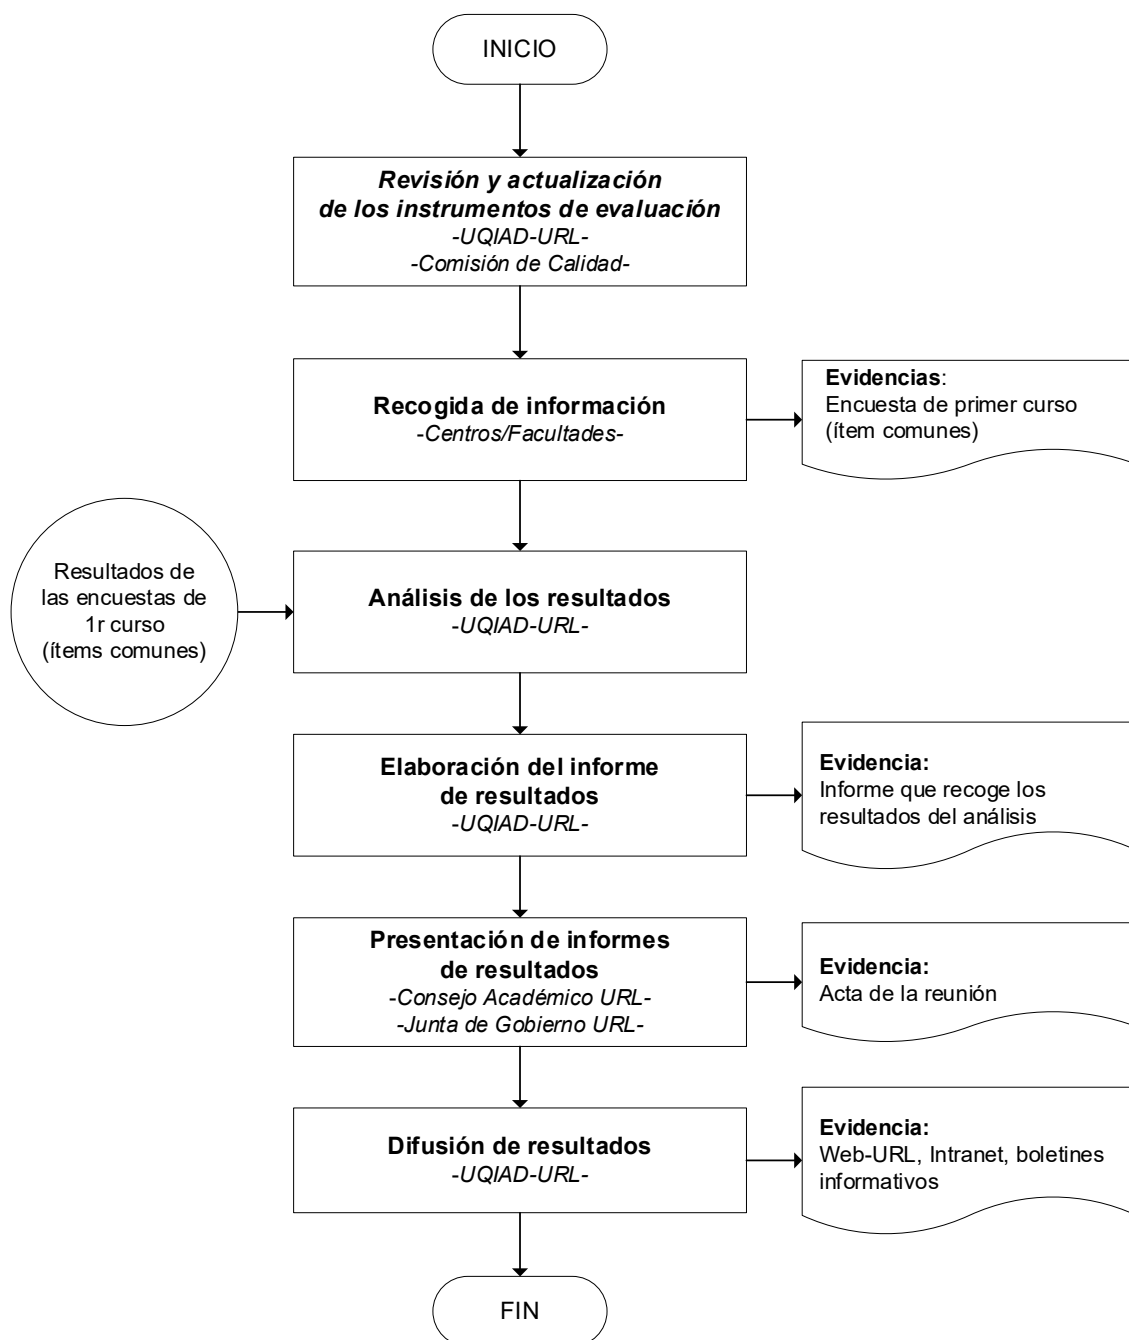 INICIO
Revisión y actualización
de los instrumentos de evaluación
-UQIAD-URL-
-Comisión de Calidad-
Recogida de información
-Centros/Facultades-
Evidencias:
Encuesta de primer curso
(ítem comunes)
Resultados de
las encuestas de
1r curso
(ítems comunes)
Análisis de los resultados
-UQIAD-URL-
Elaboración del informe
de resultados
-UQIAD-URL-
Evidencia:
Informe que recoge los
resultados del análisis
Presentación de informes
de resultados
-Consejo Académico URL-
-Junta de Gobierno URL-
Evidencia:
Acta de la reunión
Difusión de resultados
-UQIAD-URL-
Evidencia:
Web-URL, Intranet, boletines
informativos
FIN